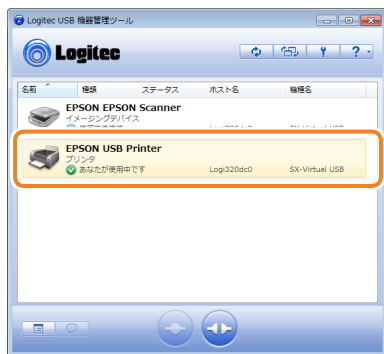 Logitec USB 機器管理ツール
Logitec
名前 種類 ステータス ホスト名 機種名
EPSON EPSON Scanner
イメージングデバイス
EPSON USB Printer
プリンタ
あなたが使用中です Logi320dc0 SX-Virtual USB